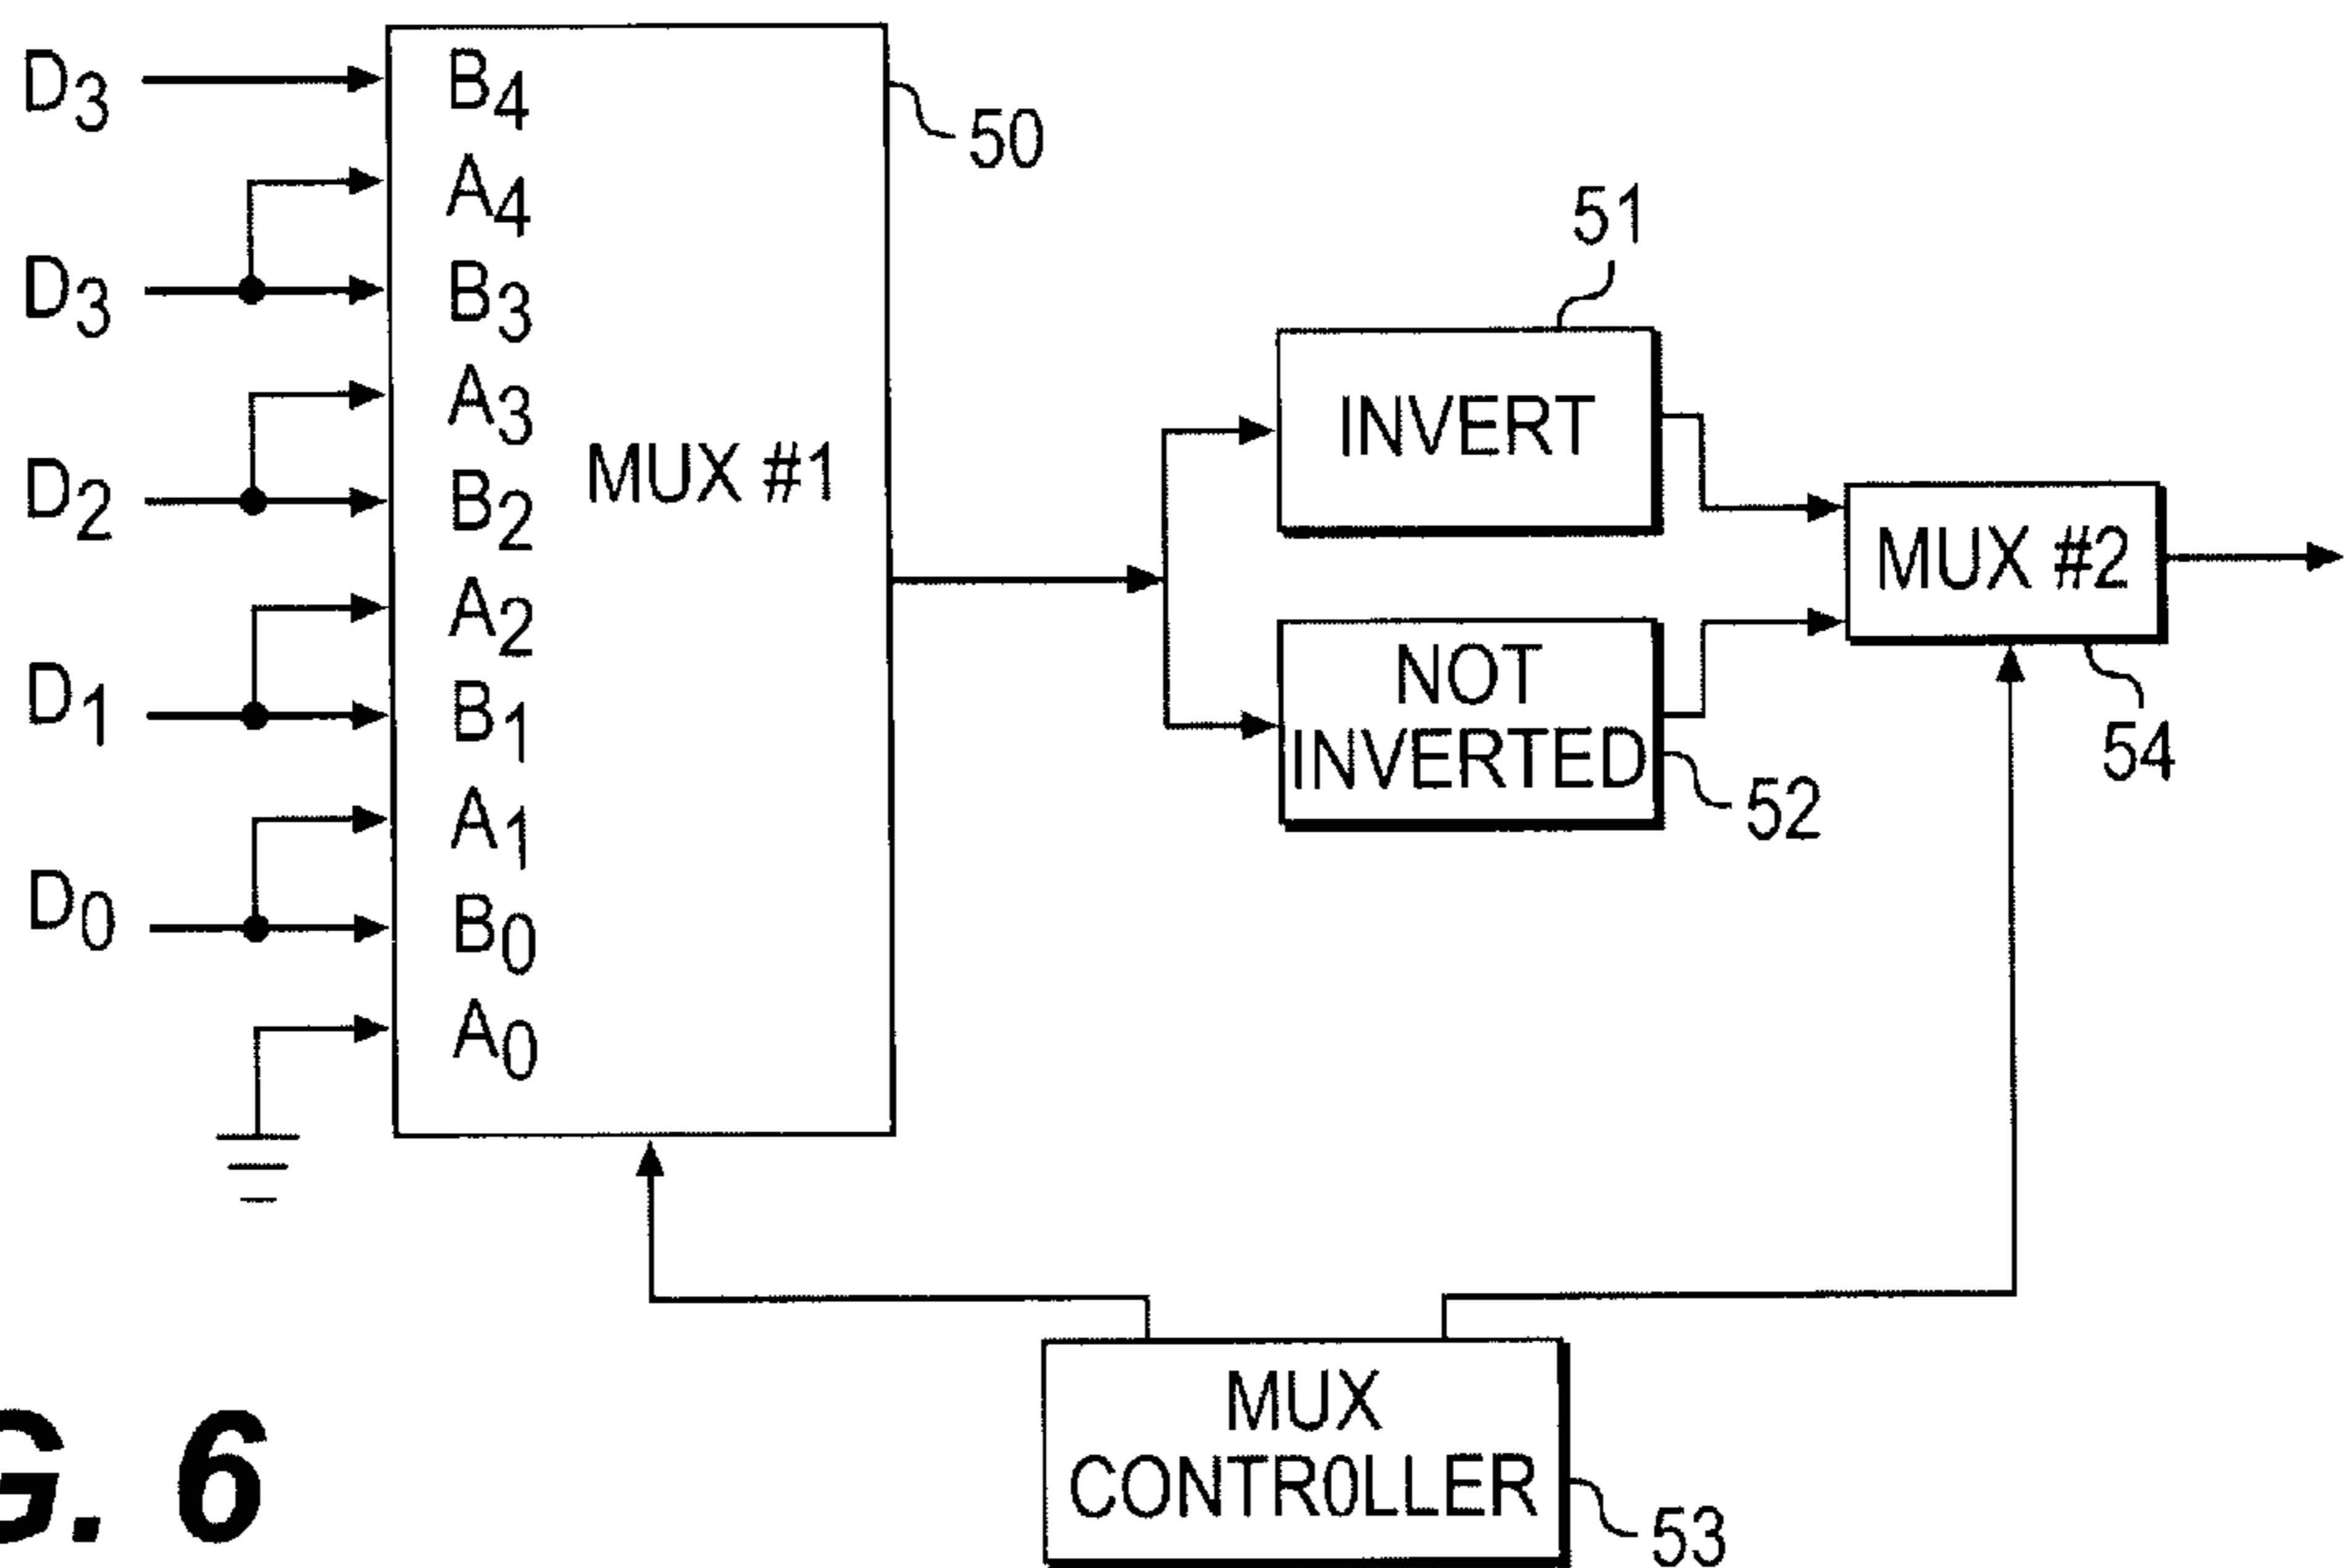 D3
D3
D2
D1
D0
B4
A4
B3
A3
B2
A2
B1
A1
B0
A0
MUX #1
50
51
INVERT
NOT
INVERTED
52
MUX #2
54
MUX
CONTROLLER
53
G. 6